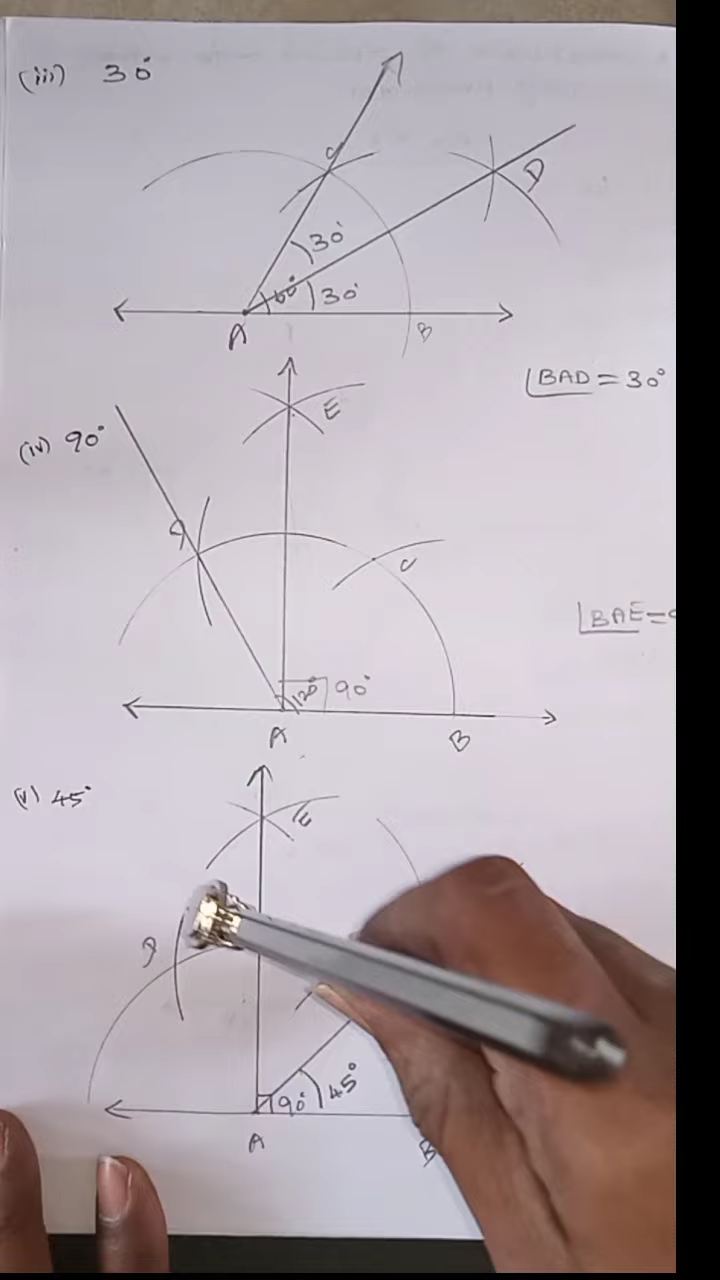 (iii) 30°
C
D
30°
60° 30°
A B
∠BAD = 30°
E
(iv) 90°
D
C
∠BAE =
120° 90°
A B
(v) 45°
E
D
90° 45°
A B